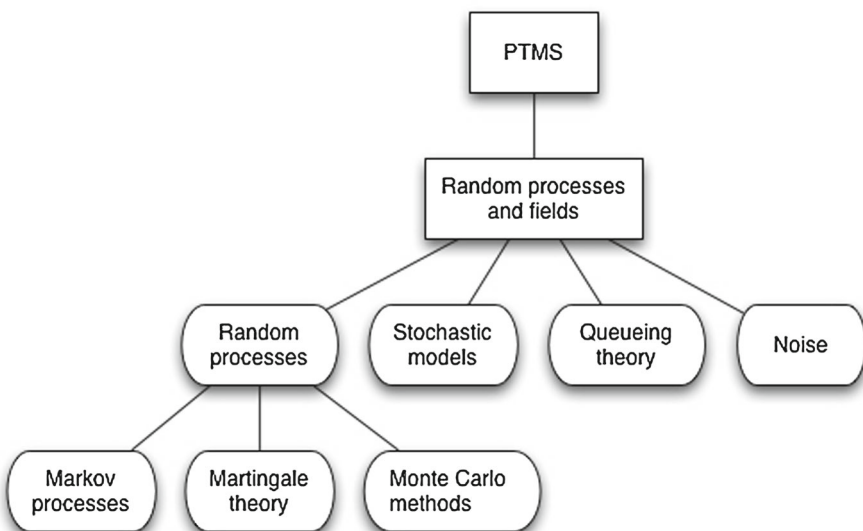 PTMS
Random processes
and fields
Random
processes
Stochastic
models
Queueing
theory
Noise
Markov
processes
Martingale
theory
Monte Carlo
methods